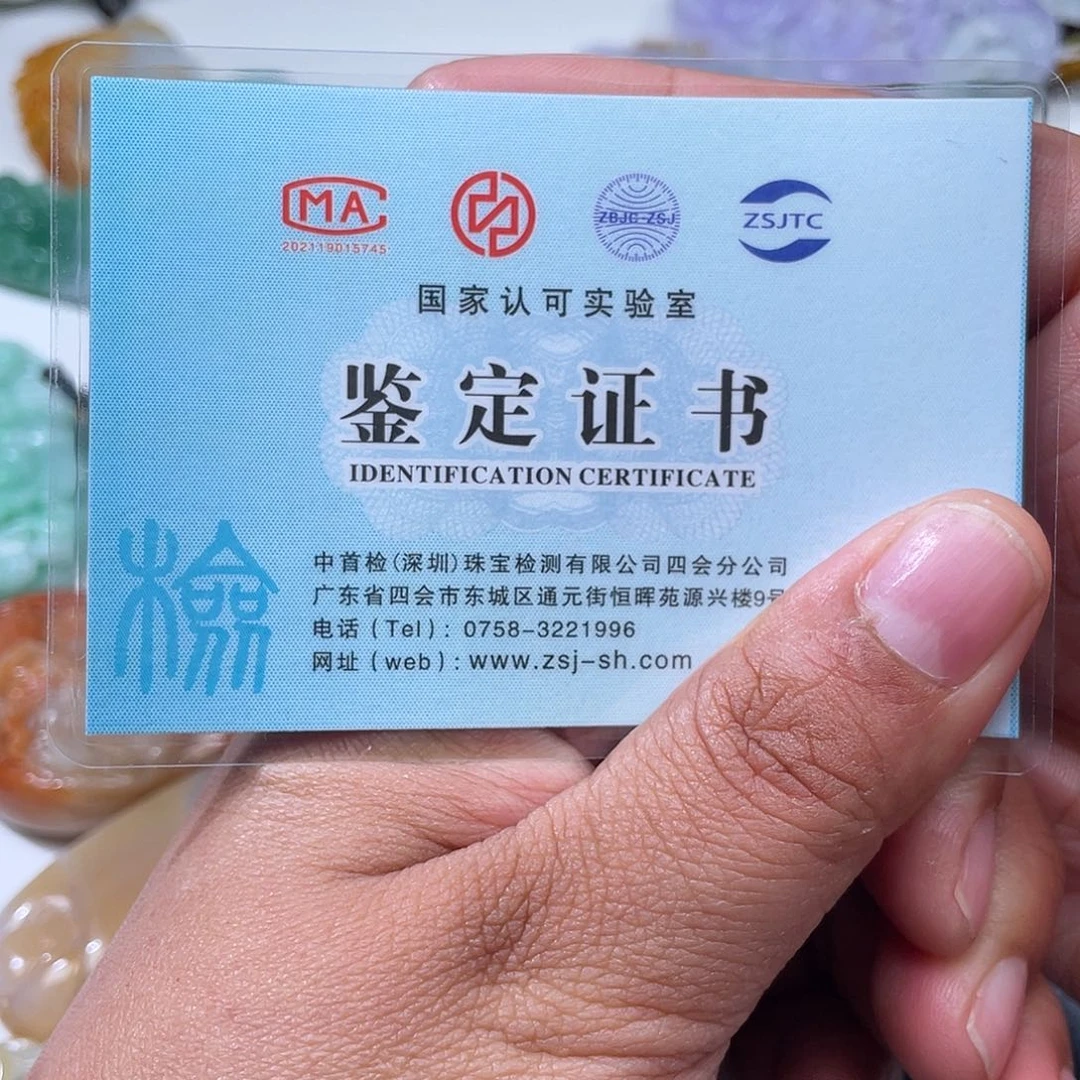 MA
202119015745
ZBJC-ZSJ
ZSJTC
国家认可实验室
鉴定证书
IDENTIFICATION CERTIFICATE
檢
中首检(深圳)珠宝检测有限公司四会分公司
广东省四会市东城区通元街恒晖苑源兴楼9号
电话（Tel）: 0758-3221996
网址（web）: www.zsj-sh.com